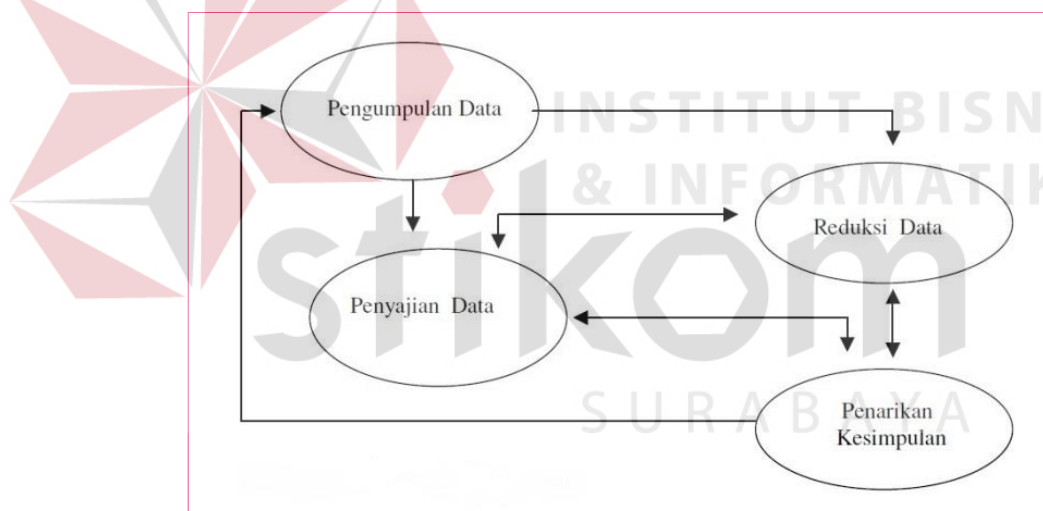 Pengumpulan Data
INSTITUT BISN
& INFORMATIK
Reduksi Data
stikom
Penyajian Data
SURABAYA
Penarikan
Kesimpulan